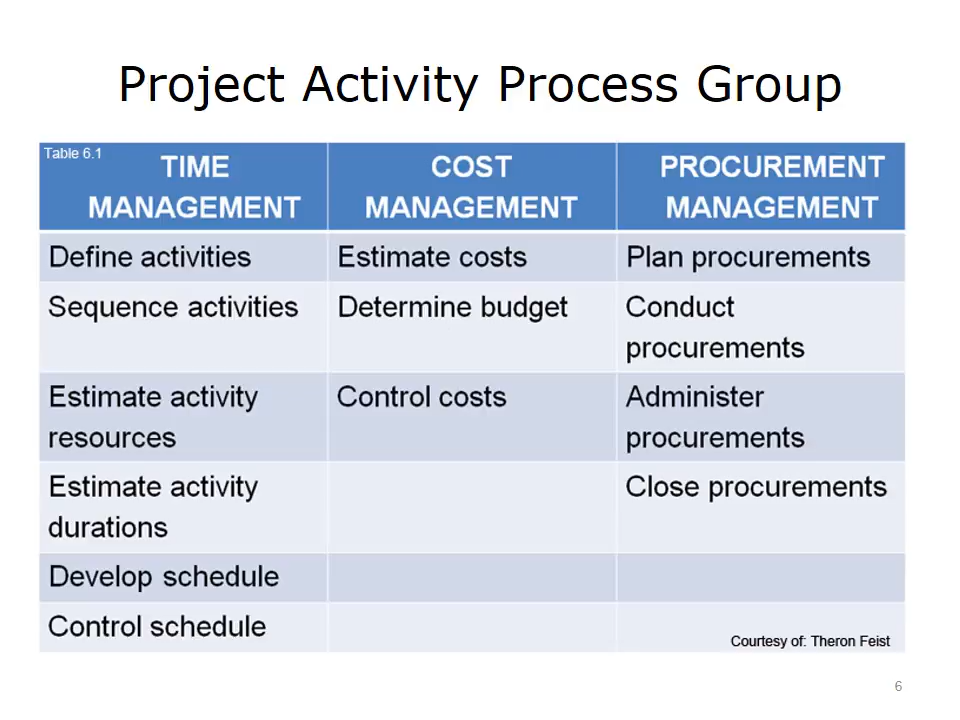 Project Activity Process Group
Table 6.1
TIME
MANAGEMENT
COST
MANAGEMENT
PROCUREMENT
MANAGEMENT
Define activities
Estimate costs
Plan procurements
Sequence activities
Determine budget
Conduct
procurements
Estimate activity
resources
Control costs
Administer
procurements
Estimate activity
durations
Close procurements
Develop schedule
Control schedule
Courtesy of: Theron Feist
6